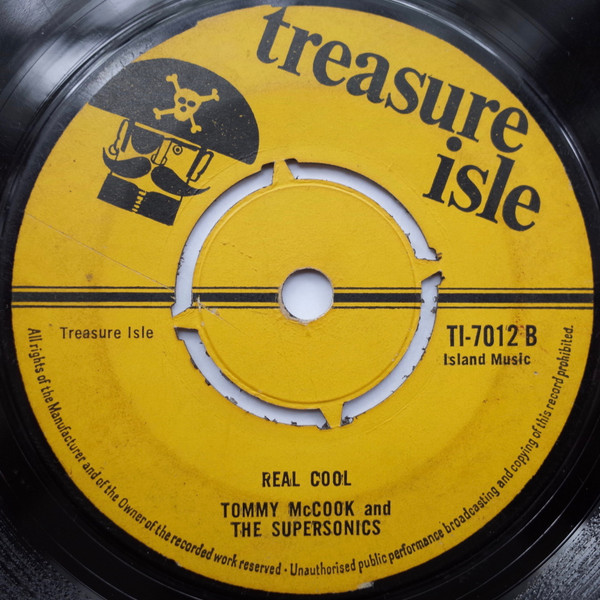 treasure
isle
Treasure Isle
TI-7012 B
Island Music
REAL COOL
TOMMY McCOOK and
THE SUPERSONICS
All rights of the Manufacturer and of the Owner of the recorded work reserved · Unauthorised public performance broadcasting and copying of this record prohibited.